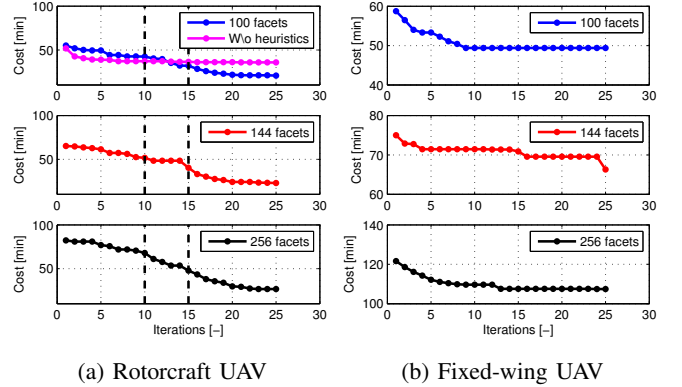 100
50
0
Cost [min]
0 5 10 15 20 25 30
100 facets
W\o heuristics
60
50
40
Cost [min]
0 5 10 15 20 25 30
100 facets
100
50
Cost [min]
0 5 10 15 20 25 30
144 facets
80
70
60
Cost [min]
0 5 10 15 20 25 30
144 facets
100
50
Cost [min]
0 5 10 15 20 25 30
Iterations [−]
256 facets
140
120
100
Cost [min]
0 5 10 15 20 25 30
Iterations [−]
256 facets
(a) Rotorcraft UAV
(b) Fixed-wing UAV